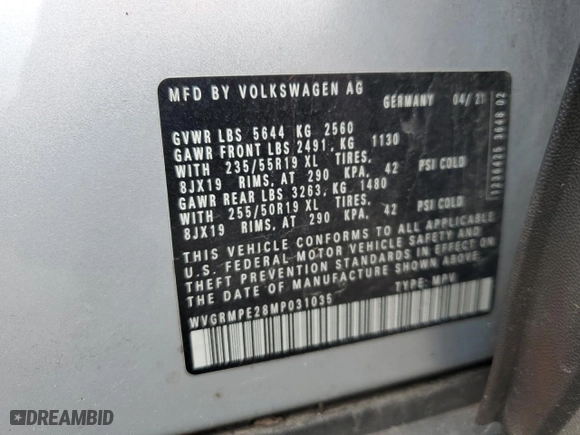 MFD BY VOLKSWAGEN AG
GERMANY 04/21
GVWR LBS 5644 KG 2560
GAWR FRONT LBS 2491, KG 1130
WITH 235/55R19 XL TIRES,
8JX19 RIMS, AT 290 KPA, 42 PSI COLD
GAWR REAR LBS 3263, KG 1480
WITH 255/50R19 XL TIRES,
8JX19 RIMS, AT 290 KPA, 42 PSI COLD
THIS VEHICLE CONFORMS TO ALL APPLICABLE
U.S. FEDERAL MOTOR VEHICLE SAFETY AND
THEFT PREVENTION STANDARDS IN EFFECT ON
THE DATE OF MANUFACTURE SHOWN ABOVE.
WVGRMPE28MP031035 TYPE: MPV
3648 02
DREAMBID